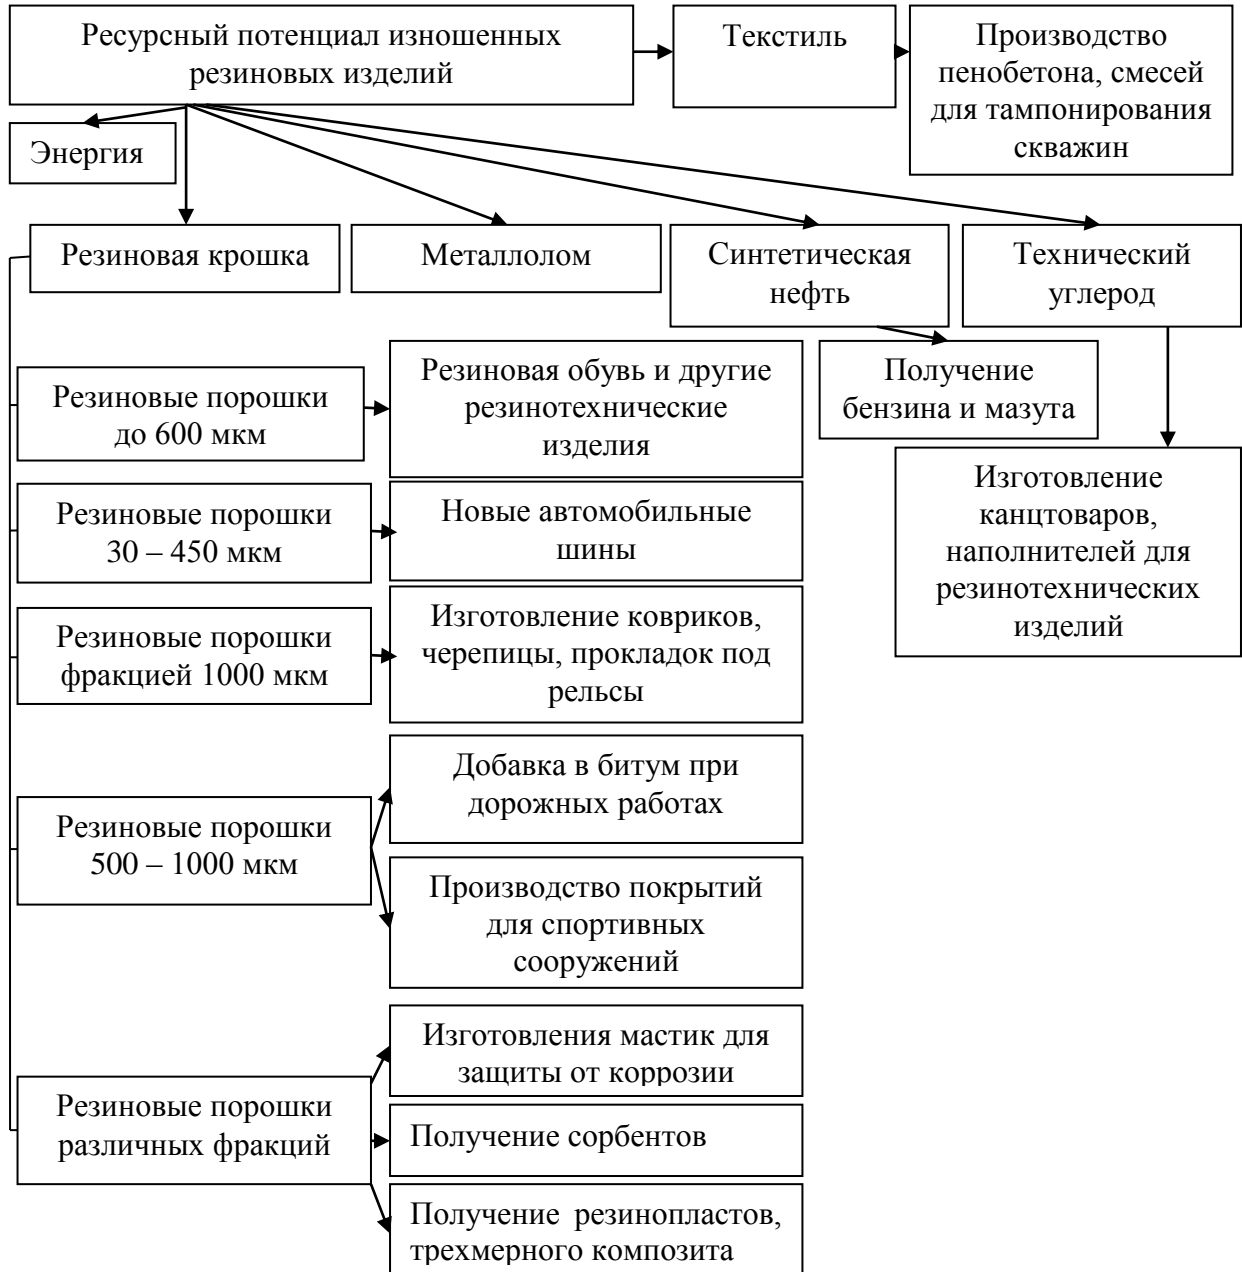 Ресурсный потенциал изношенных
резиновых изделий
Текстиль
Производство
пенобетона, смесей
для тампонирования
скважин
Энергия
Резиновая крошка
Металлолом
Синтетическая
нефть
Технический
углерод
Получение
бензина и мазута
Изготовление
канцтоваров,
наполнителей для
резинотехнических
изделий
Резиновые порошки
до 600 мкм
Резиновая обувь и другие
резинотехнические
изделия
Резиновые порошки
30 – 450 мкм
Новые автомобильные
шины
Резиновые порошки
фракцией 1000 мкм
Изготовление ковриков,
черепицы, прокладок под
рельсы
Резиновые порошки
500 – 1000 мкм
Добавка в битум при
дорожных работах
Производство покрытий
для спортивных
сооружений
Резиновые порошки
различных фракций
Изготовления мастик для
защиты от коррозии
Получение сорбентов
Получение резинопластов,
трехмерного композита